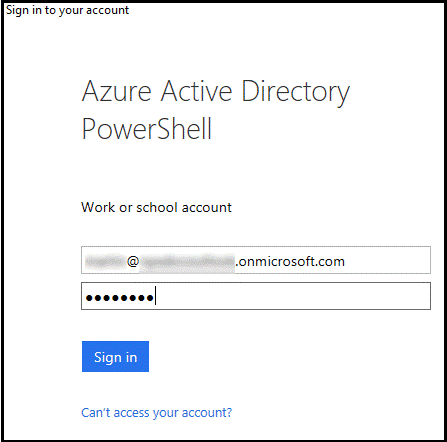 Sign in to your account
Azure Active Directory
PowerShell
Work or school account
@ .onmicrosoft.com
Sign in
Can't access your account?